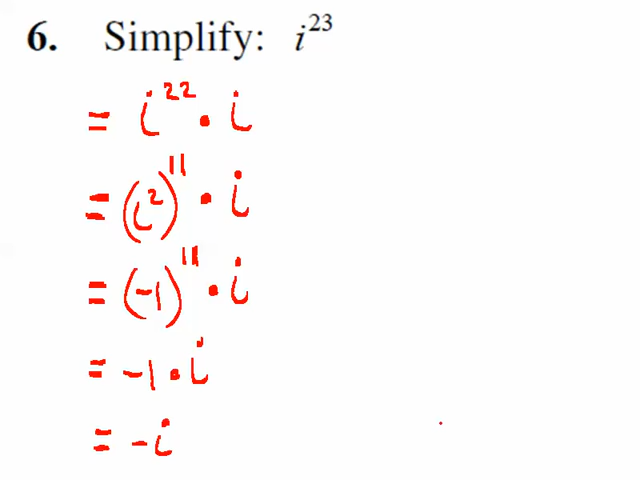 6. Simplify: i^23
= i^22 · i
= (i^2)^11 · i
= (-1)^11 · i
= -1 · i
= -i